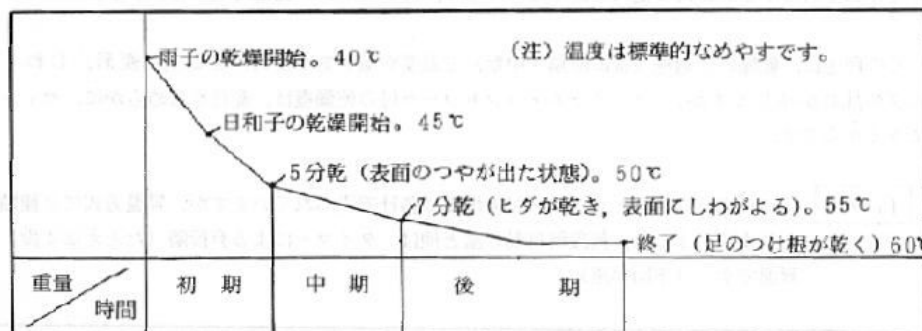 (注)温度は標準的なめやすです。
雨子の乾燥開始。40℃
日和子の乾燥開始。45℃
5分乾(表面のつやが出た状態)。50℃
7分乾(ヒダが乾き,表面にしわがよる)。55℃
終了(足のつけ根が乾く)60℃
重量
時間
初期
中期
後期